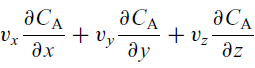 v_x ∂C_A/∂x + v_y ∂C_A/∂y + v_z ∂C_A/∂z